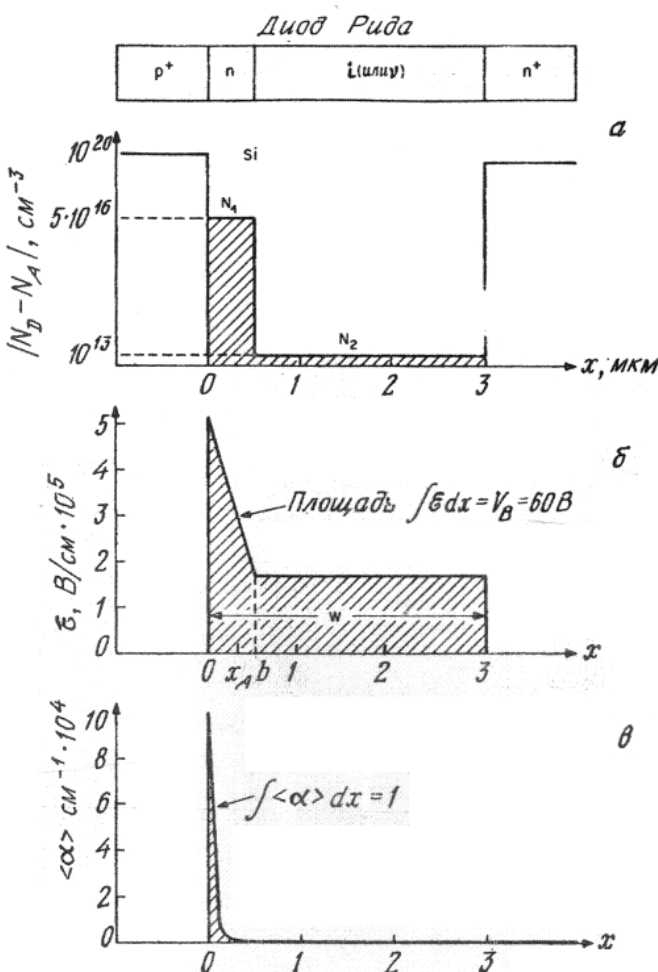 Диод Рида
p⁺ n i(или ν) n⁺
а
|N_D−N_A|, см⁻³
10²⁰
5·10¹⁶
10¹³
Si
N₁
N₂
0 1 2 3 x, мкм
б
ℰ, В/см·10⁵
5
4
3
2
1
0
Площадь ∫ℰdx=V_B=60В
W
0 x_A b 1 2 3 x
в
<α> см⁻¹·10⁴
10
8
6
4
2
0
∫<α>dx=1
0 1 2 3 x